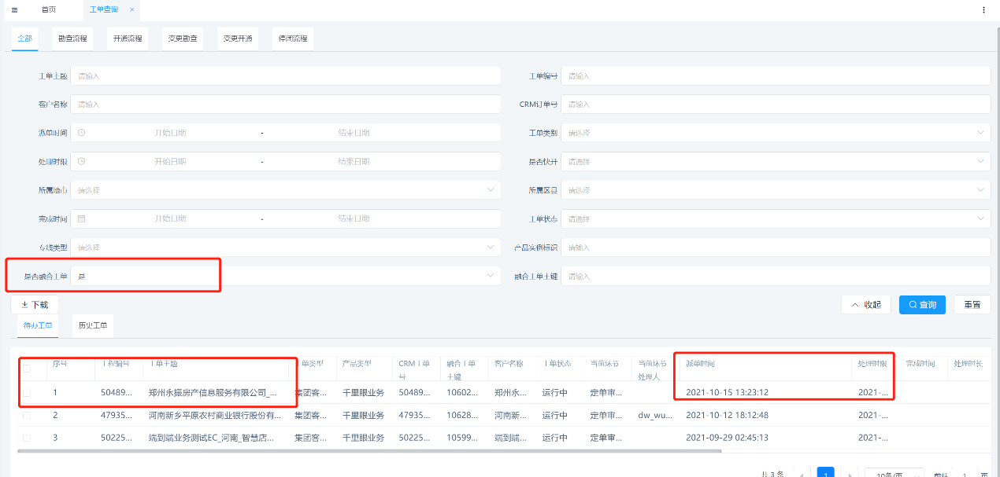 首页 工单查询 ×
全部 勘查流程 开通流程 变更勘查 变更开通 停闭流程
工单主题 请输入 工单编号 请输入
客户名称 请输入 CRM订单号 请输入
派单时间 开始日期 - 结束日期 工单类别 请选择
处理时限 开始日期 - 结束日期 是否快开 请选择
所属地市 请选择 所属区县 请选择
完成时间 开始日期 - 结束日期 工单状态 请选择
专线类型 请选择 产品实例标识 请输入
是否融合工单 是 融合工单主键 请输入
下载 收起 查询 重置
待办工单 历史工单
序号 工程编号 工单主题 单类型 产品类型 CRM工单号 融合工单主键 客户名称 工单状态 当前环节 当前环节处理人 派单时间 处理时限 完成时间 处理时长
1 50489... 郑州永振房产信息服务有限公司_... 集团客... 千里眼业务 50489... 10602... 郑州永... 运行中 定单审... 2021-10-15 13:23:12 2021-...
2 47935... 河南新乡平原农村商业银行股份有... 集团客... 千里眼业务 47935... 10628... 河南新... 运行中 定单审... dw_wu... 2021-10-12 18:12:48 2021-...
3 50225... 端到端业务测试EC_河南_智慧店... 集团客... 千里眼业务 50225... 10599... 端到端... 运行中 定单审... 2021-09-29 02:45:13 2021-...
共 3 条 1 10条/页 前往 1 页